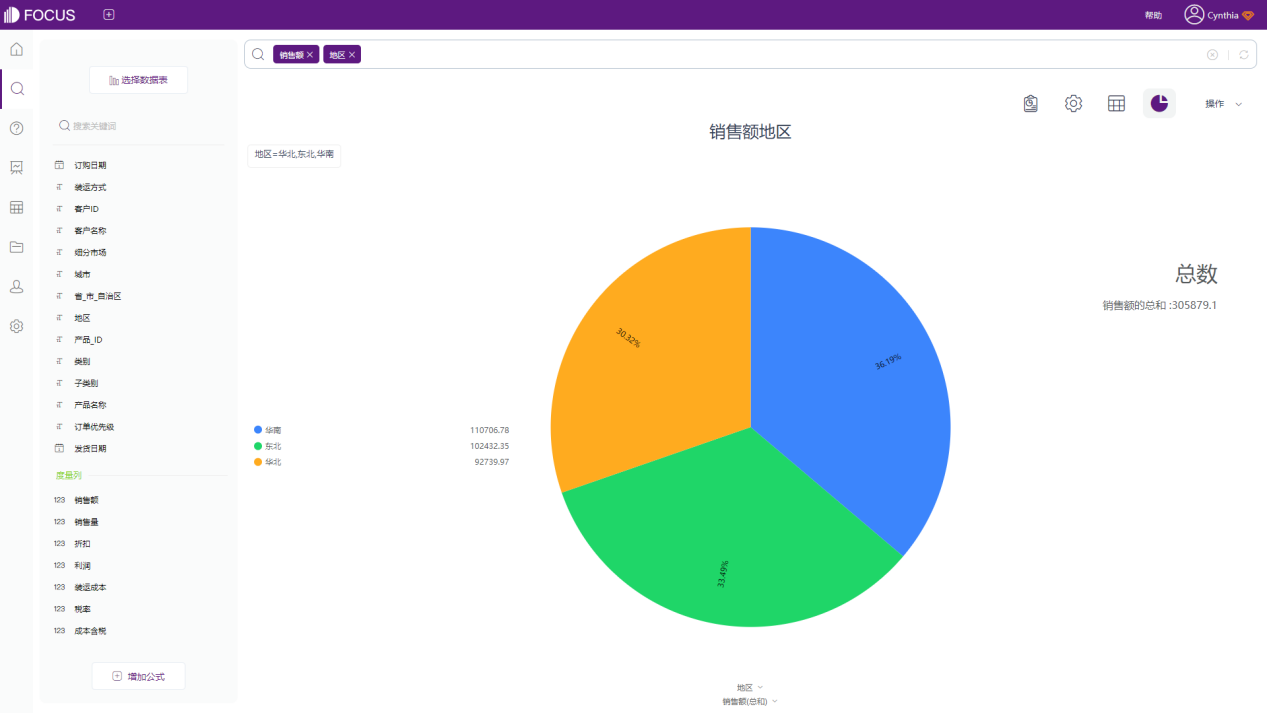 FOCUS
帮助
Cynthia
选择数据表
搜索关键词
订购日期
装运方式
客户ID
客户名称
细分市场
城市
省_市_自治区
地区
产品_ID
类别
子类别
产品名称
订单优先级
发货日期
度量列
123 销售额
123 销售量
123 折扣
123 利润
123 装运成本
123 税率
123 成本含税
增加公式
销售额 地区
操作
销售额地区
地区=华北,东北,华南
总数
销售额的总和 :305879.1
华南 110706.78
东北 102432.35
华北 92739.97
30.32%
36.19%
33.49%
地区
销售额(总和)